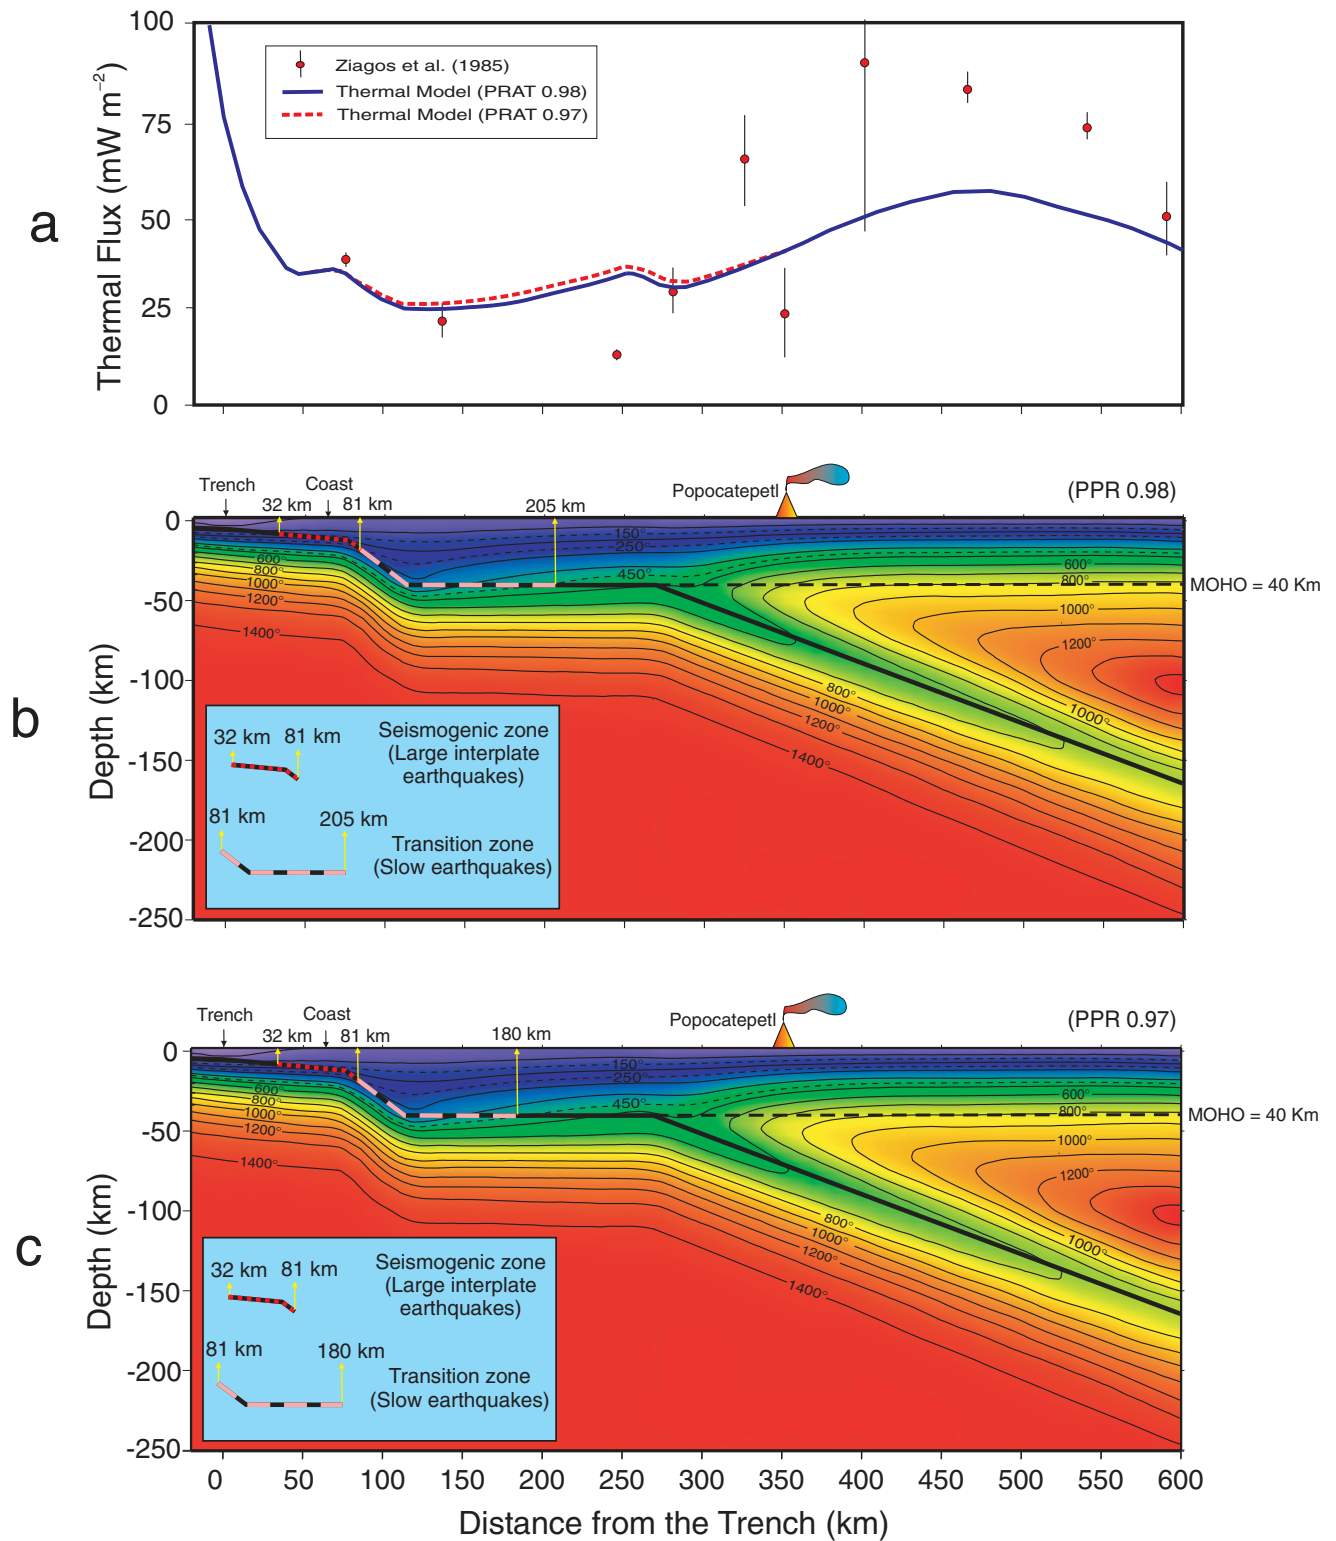 a
Thermal Flux (mW m⁻²)
100
75
50
25
0
Ziagos et al. (1985)
Thermal Model (PRAT 0.98)
Thermal Model (PRAT 0.97)
b
Depth (km)
Trench
Coast
32 km
81 km
205 km
Popocatepetl
(PPR 0.98)
0
-50
-100
-150
-200
-250
150°
250°
450°
600
800°
1000°
1200°
1400°
600°
800°
1000°
1200°
1000°
800°
1000°
1200°
1400°
MOHO = 40 Km
32 km
81 km
Seismogenic zone
(Large interplate
earthquakes)
81 km
205 km
Transition zone
(Slow earthquakes)
c
Depth (km)
Trench
Coast
32 km
81 km
180 km
Popocatepetl
(PPR 0.97)
0
-50
-100
-150
-200
-250
150°
250°
450°
600°
800°
1000°
1200°
1400°
600°
800°
1000°
1200°
1000°
800°
1000°
1200°
1400°
MOHO = 40 Km
32 km
81 km
Seismogenic zone
(Large interplate
earthquakes)
81 km
180 km
Transition zone
(Slow earthquakes)
0 50 100 150 200 250 300 350 400 450 500 550 600
Distance from the Trench (km)